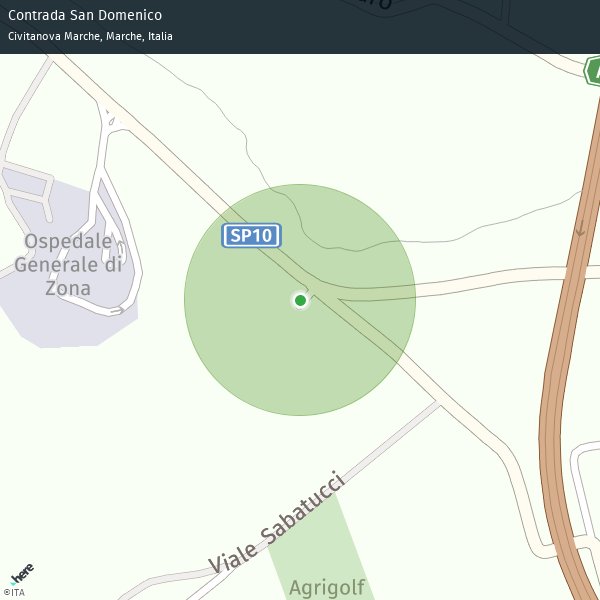 Contrada San Domenico
Civitanova Marche, Marche, Italia
SP10
Ospedale
Generale di
Zona
Viale Sabatucci
Agrigolf
here
©ITA